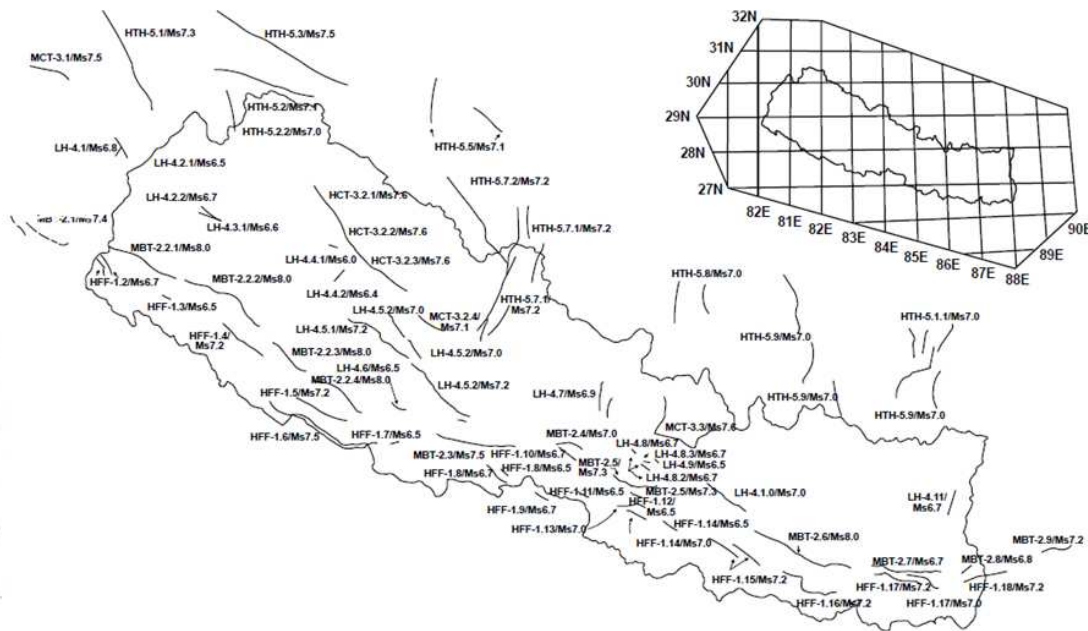 HTH-5.1/Ms7.3
HTH-5.3/Ms7.5
MCT-3.1/Ms7.5
HTH-5.2/Ms7.1
HTH-5.2.2/Ms7.0
HTH-5.5/Ms7.1
LH-4.1/Ms6.8
LH-4.2.1/Ms6.5
HTH-5.7.2/Ms7.2
LH-4.2.2/Ms6.7
HCT-3.2.1/Ms7.6
MBT-2.1/Ms7.4
LH-4.3.1/Ms6.6
HCT-3.2.2/Ms7.6
HTH-5.7.1/Ms7.2
MBT-2.2.1/Ms8.0
LH-4.4.1/Ms6.0
HCT-3.2.3/Ms7.6
HFF-1.2/Ms6.7
MBT-2.2.2/Ms8.0
HTH-5.8/Ms7.0
LH-4.4.2/Ms6.4
HTH-5.7.1/
Ms7.2
HFF-1.3/Ms6.5
LH-4.5.2/Ms7.0
MCT-3.2.4/
Ms7.1
HTH-5.1.1/Ms7.0
LH-4.5.1/Ms7.2
HFF-1.4/
Ms7.2
HTH-5.9/Ms7.0
MBT-2.2.3/Ms8.0
LH-4.5.2/Ms7.0
LH-4.6/Ms6.5
MBT-2.2.4/Ms8.0
LH-4.5.2/Ms7.2
HFF-1.5/Ms7.2
LH-4.7/Ms6.9
HTH-5.9/Ms7.0
HTH-5.9/Ms7.0
HFF-1.6/Ms7.5
HFF-1.7/Ms6.5
MBT-2.4/Ms7.0
MCT-3.3/Ms7.6
LH-4.8/Ms6.7
MBT-2.3/Ms7.5
HFF-1.10/Ms6.7
LH-4.8.3/Ms6.7
MBT-2.5/
Ms7.3
LH-4.9/Ms6.5
HFF-1.8/Ms6.7
HFF-1.8/Ms6.5
LH-4.8.2/Ms6.7
HFF-1.11/Ms6.5
MBT-2.5/Ms7.3
LH-4.1.0/Ms7.0
LH-4.11/
Ms6.7
HFF-1.9/Ms6.7
HFF-1.12/
Ms6.5
HFF-1.13/Ms7.0
HFF-1.14/Ms6.5
HFF-1.14/Ms7.0
MBT-2.6/Ms8.0
MBT-2.9/Ms7.2
MBT-2.7/Ms6.7
MBT-2.8/Ms6.8
HFF-1.15/Ms7.2
HFF-1.17/Ms7.2
HFF-1.18/Ms7.2
HFF-1.16/Ms7.2
HFF-1.17/Ms7.0
32N
31N
30N
29N
28N
27N
82E
81E
82E
83E
84E
85E
86E
87E
88E
89E
90E